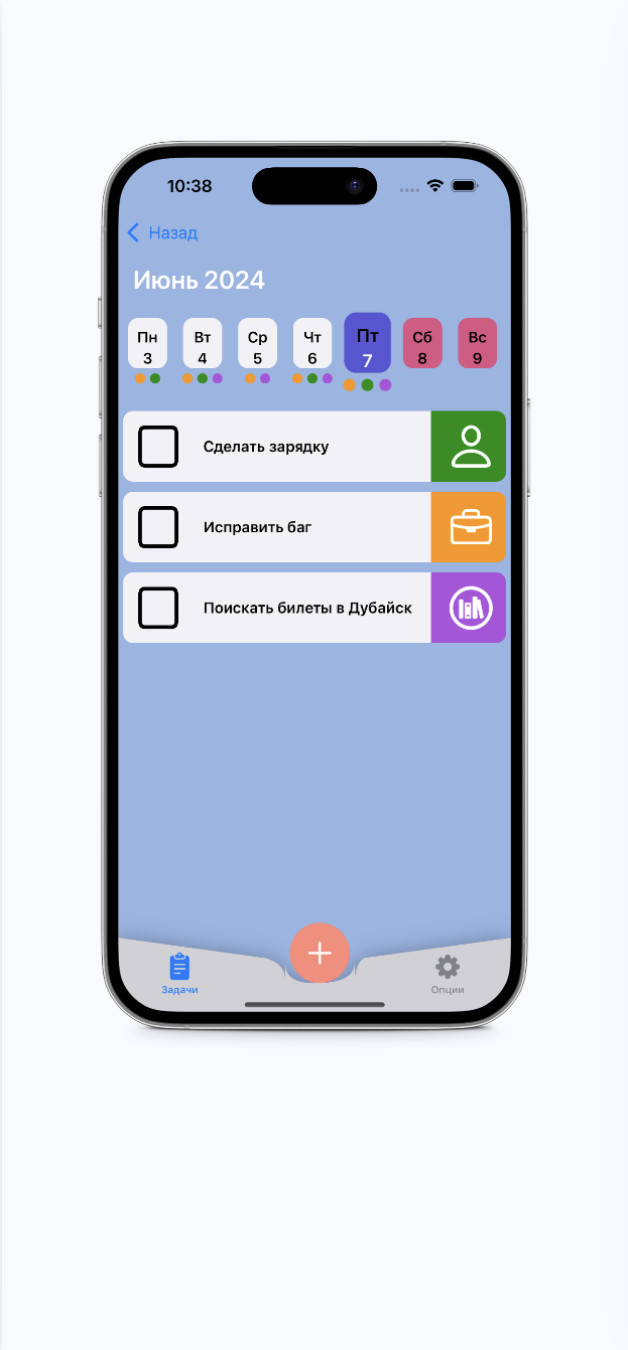 10:38
Назад
Июнь 2024
Пн Вт Ср Чт Пт Сб Вс
3 4 5 6 7 8 9
Сделать зарядку
Исправить баг
Поискать билеты в Дубайск
Задачи Опции